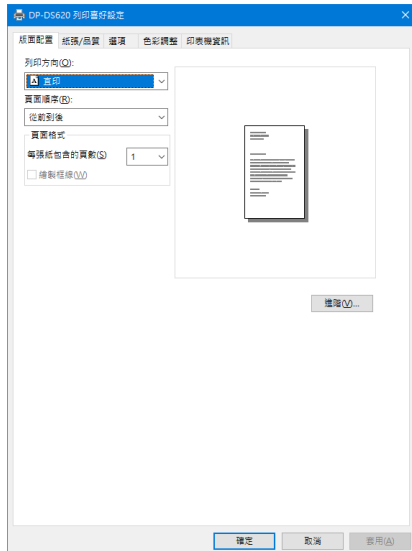 DP-DS620 列印喜好設定
版面配置 紙張/品質 選項 色彩調整 印表機資訊
列印方向(O):
A 直印
頁面順序(R):
從前到後
頁面格式
每張紙包含的頁數(S) 1
繪製框線(W)
進階(V)...
確定 取消 套用(A)